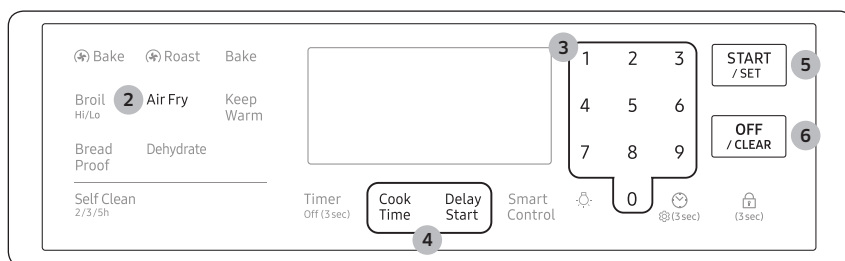 Bake Roast Bake 3 1 2 3 START
/ SET 5
Broil 2 Air Fry Keep
Hi/Lo Warm 4 5 6
OFF
/ CLEAR 6
Bread Dehydrate 7 8 9
Proof
Self Clean Timer Cook Delay Smart 0
2/3/5h Off (3 sec) Time Start Control (3 sec) (3 sec)
4